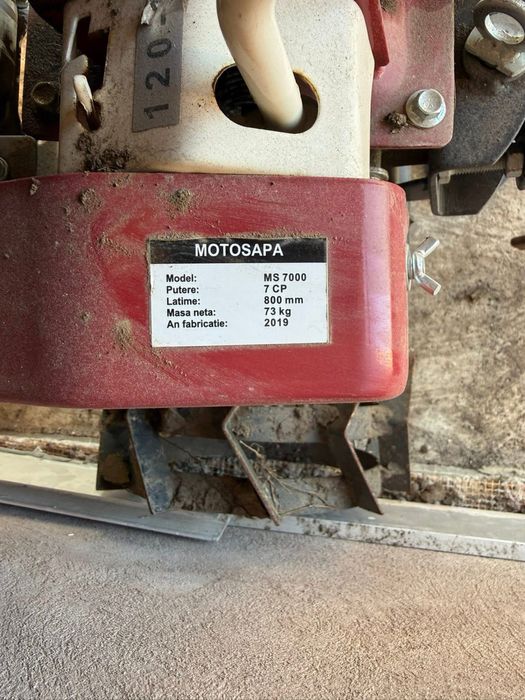 120.-
MOTOSAPA
Model: MS 7000
Putere: 7 CP
Latime: 800 mm
Masa neta: 73 kg
An fabricatie: 2019